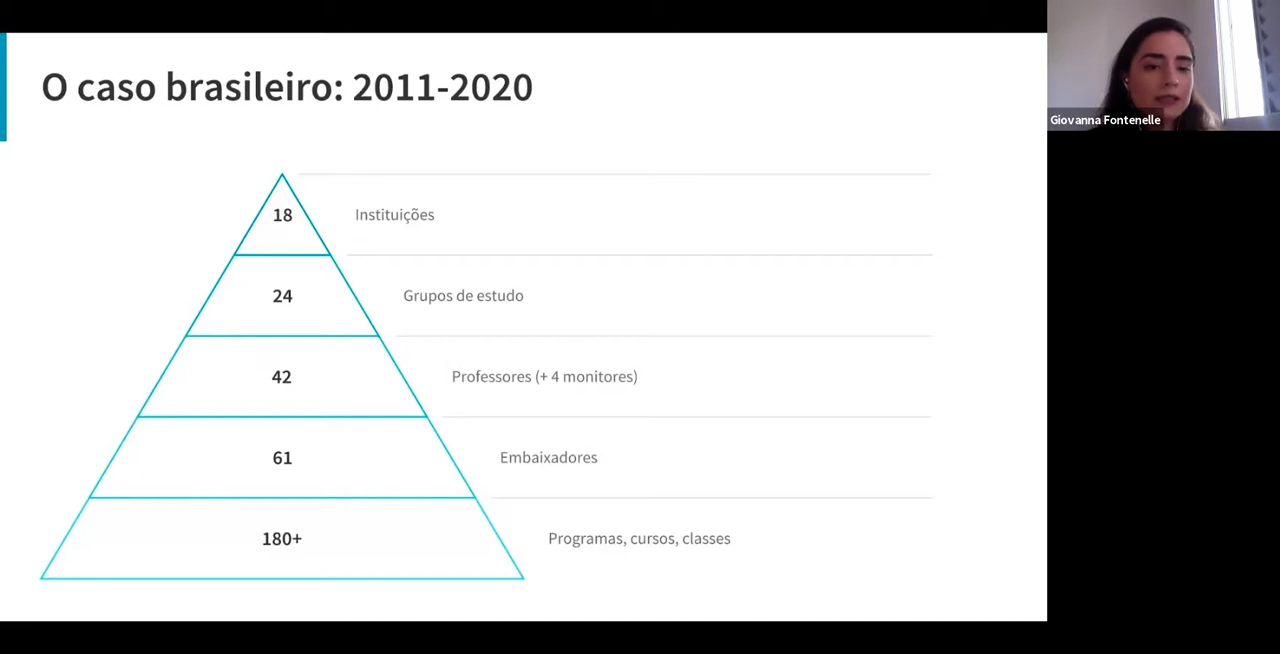 O caso brasileiro: 2011-2020
Giovanna Fontenelle
18 Instituições
24 Grupos de estudo
42 Professores (+ 4 monitores)
61 Embaixadores
180+ Programas, cursos, classes